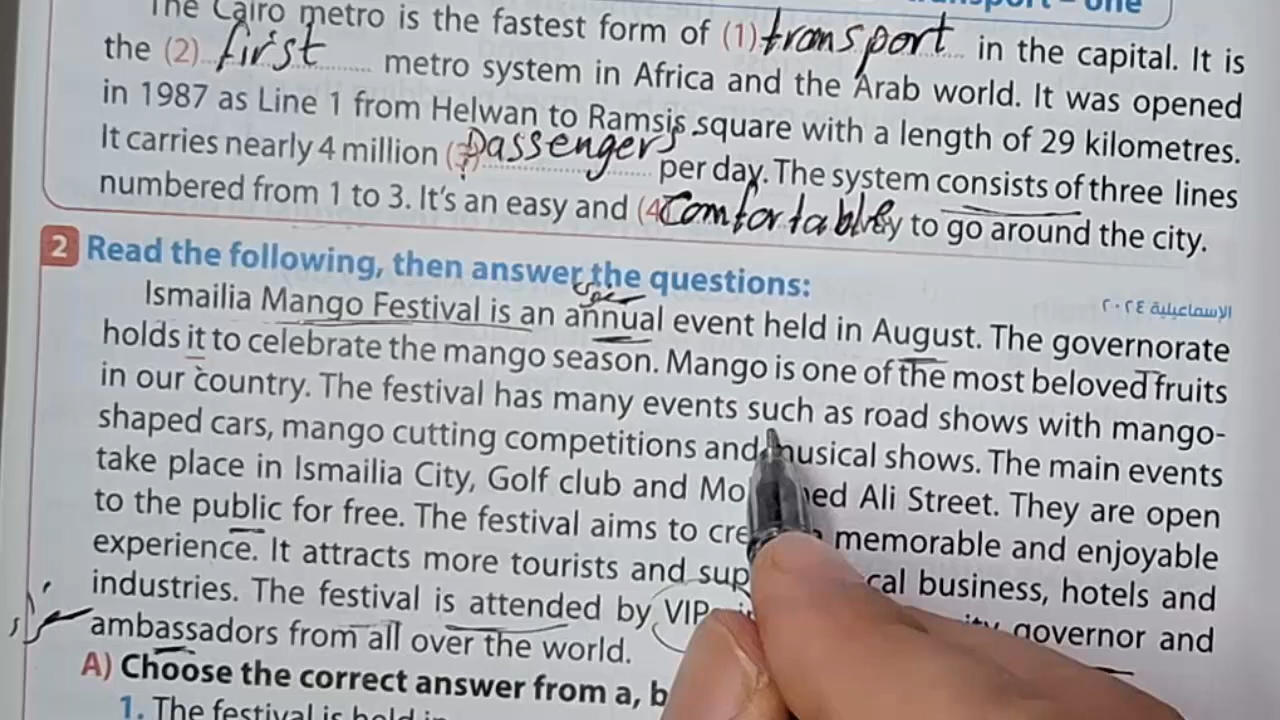 The Cairo metro is the fastest form of (1) transport in the capital. It is
the (2) first metro system in Africa and the Arab world. It was opened
in 1987 as Line 1 from Helwan to Ramsis square with a length of 29 kilometres.
It carries nearly 4 million (3) passengers per day. The system consists of three lines
numbered from 1 to 3. It's an easy and (4) comfortable to go around the city.
2 Read the following, then answer the questions:
الإسماعيلية ٢٠٢٤
Ismailia Mango Festival is an annual event held in August. The governorate
holds it to celebrate the mango season. Mango is one of the most beloved fruits
in our country. The festival has many events such as road shows with mango-
shaped cars, mango cutting competitions and musical shows. The main events
take place in Ismailia City, Golf club and Ali Street. They are open
to the public for free. The festival aims to memorable and enjoyable
experience. It attracts more tourists and business, hotels and
industries. The festival is attended by VIP governor and
ambassadors from all over the world.
A) Choose the correct answer from a, b
1. The festival is held in